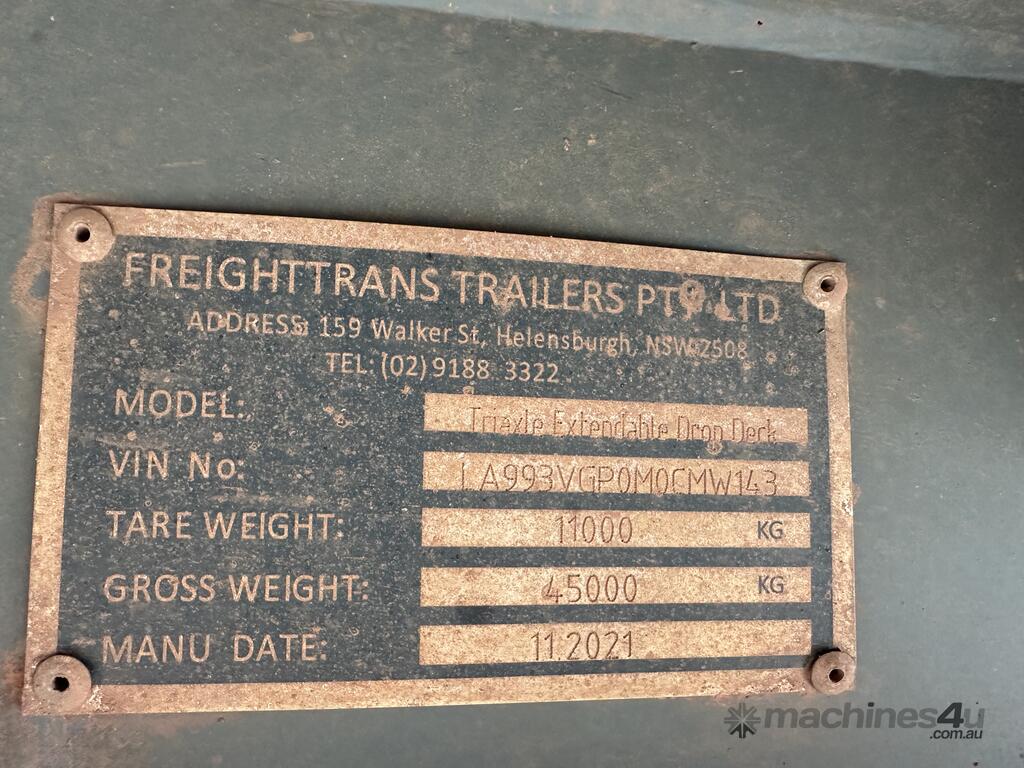 FREIGHTTRANS TRAILERS PTY LTD
ADDRESS: 159 Walker St, Helensburgh, NSW 2508
TEL: (02) 9188 3322
MODEL: Triaxle Extendable Drop Deck
VIN No: LA993VGP0M0CMW143
TARE WEIGHT: 11000 KG
GROSS WEIGHT: 45000 KG
MANU DATE: 11.2021
machines4u
.com.au